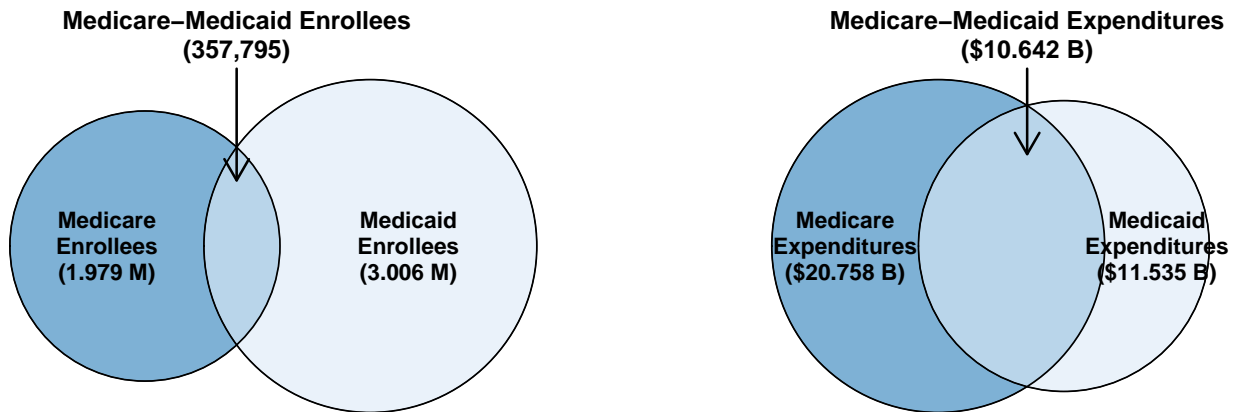 Medicare–Medicaid Enrollees
(357,795)
Medicare
Enrollees
(1.979 M)
Medicaid
Enrollees
(3.006 M)
Medicare–Medicaid Expenditures
($10.642 B)
Medicare
Expenditures
($20.758 B)
Medicaid
Expenditures
($11.535 B)